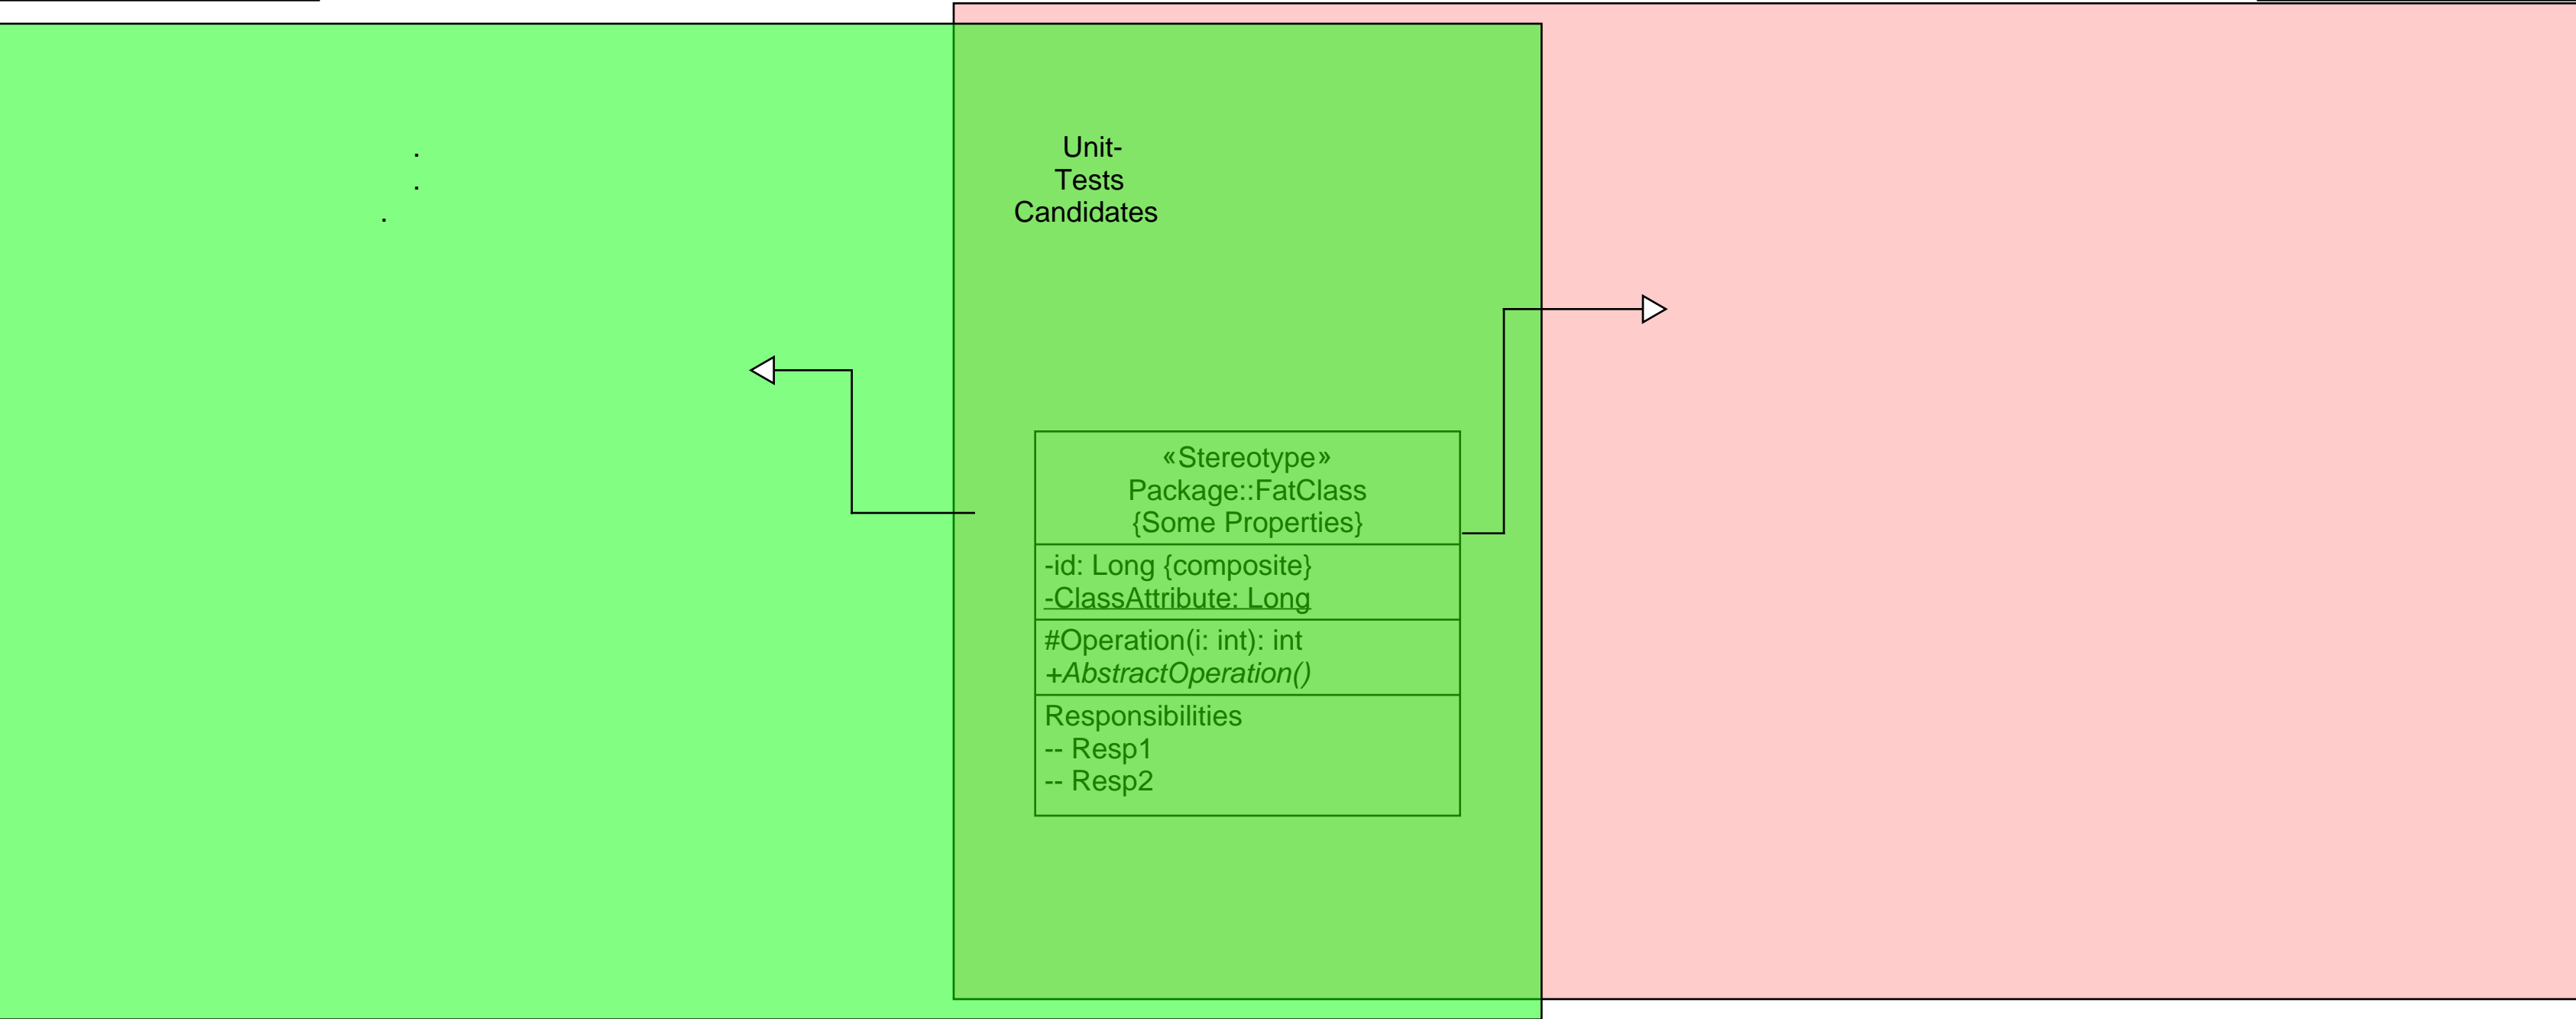 .
.
.
Unit-
Tests
Candidates
«Stereotype»
Package::FatClass
{Some Properties}
-id: Long {composite}
-ClassAttribute: Long
#Operation(i: int): int
+AbstractOperation()
Responsibilities
-- Resp1
-- Resp2